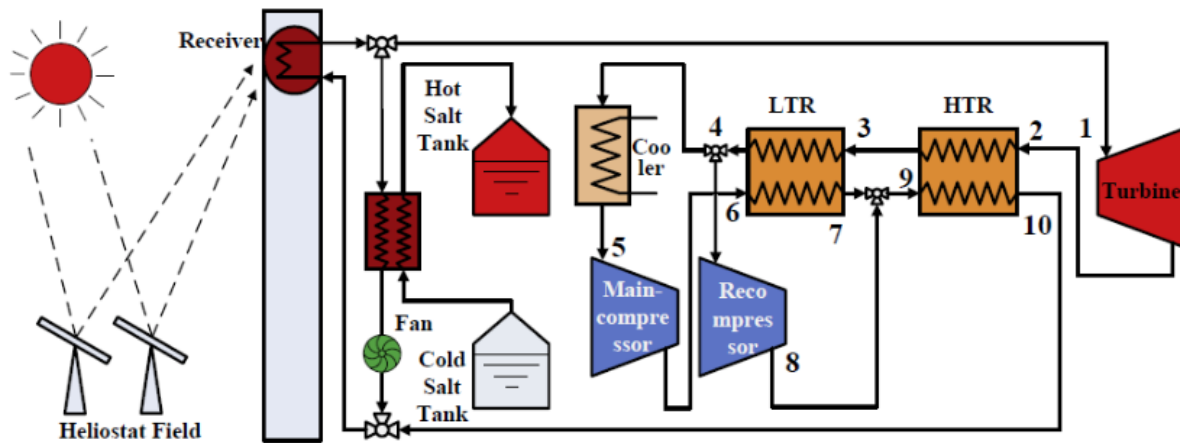 Receiver
Hot
Salt
Tank
Coo
ler
4
LTR
3
HTR
2
1
Turbine
6
7
9
10
5
Main-
compre
ssor
Reco
mpres
sor
8
Fan
Cold
Salt
Tank
Heliostat Field